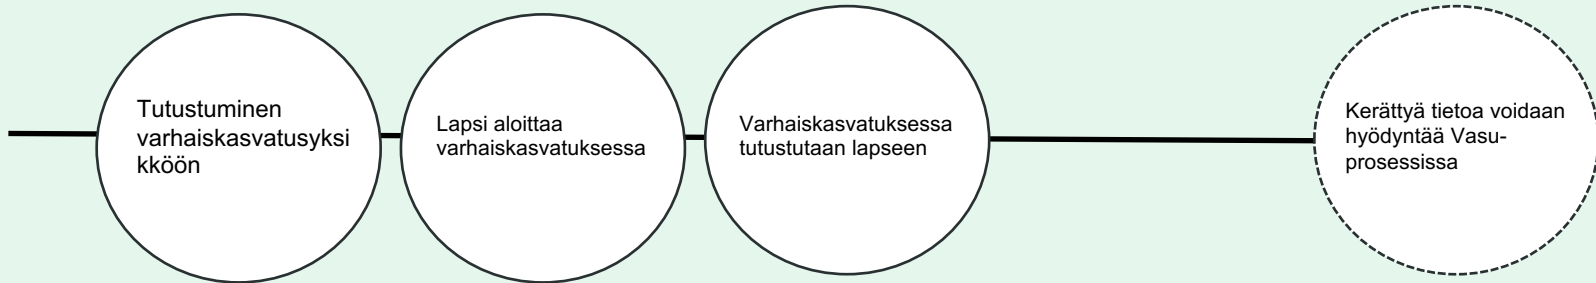 Tutustuminen
varhaiskasvatusyksi
kköön
Lapsi aloittaa
varhaiskasvatuksessa
Varhaiskasvatuksessa
tutustutaan lapseen
Kerättyä tietoa voidaan
hyödyntää Vasu-
prosessissa